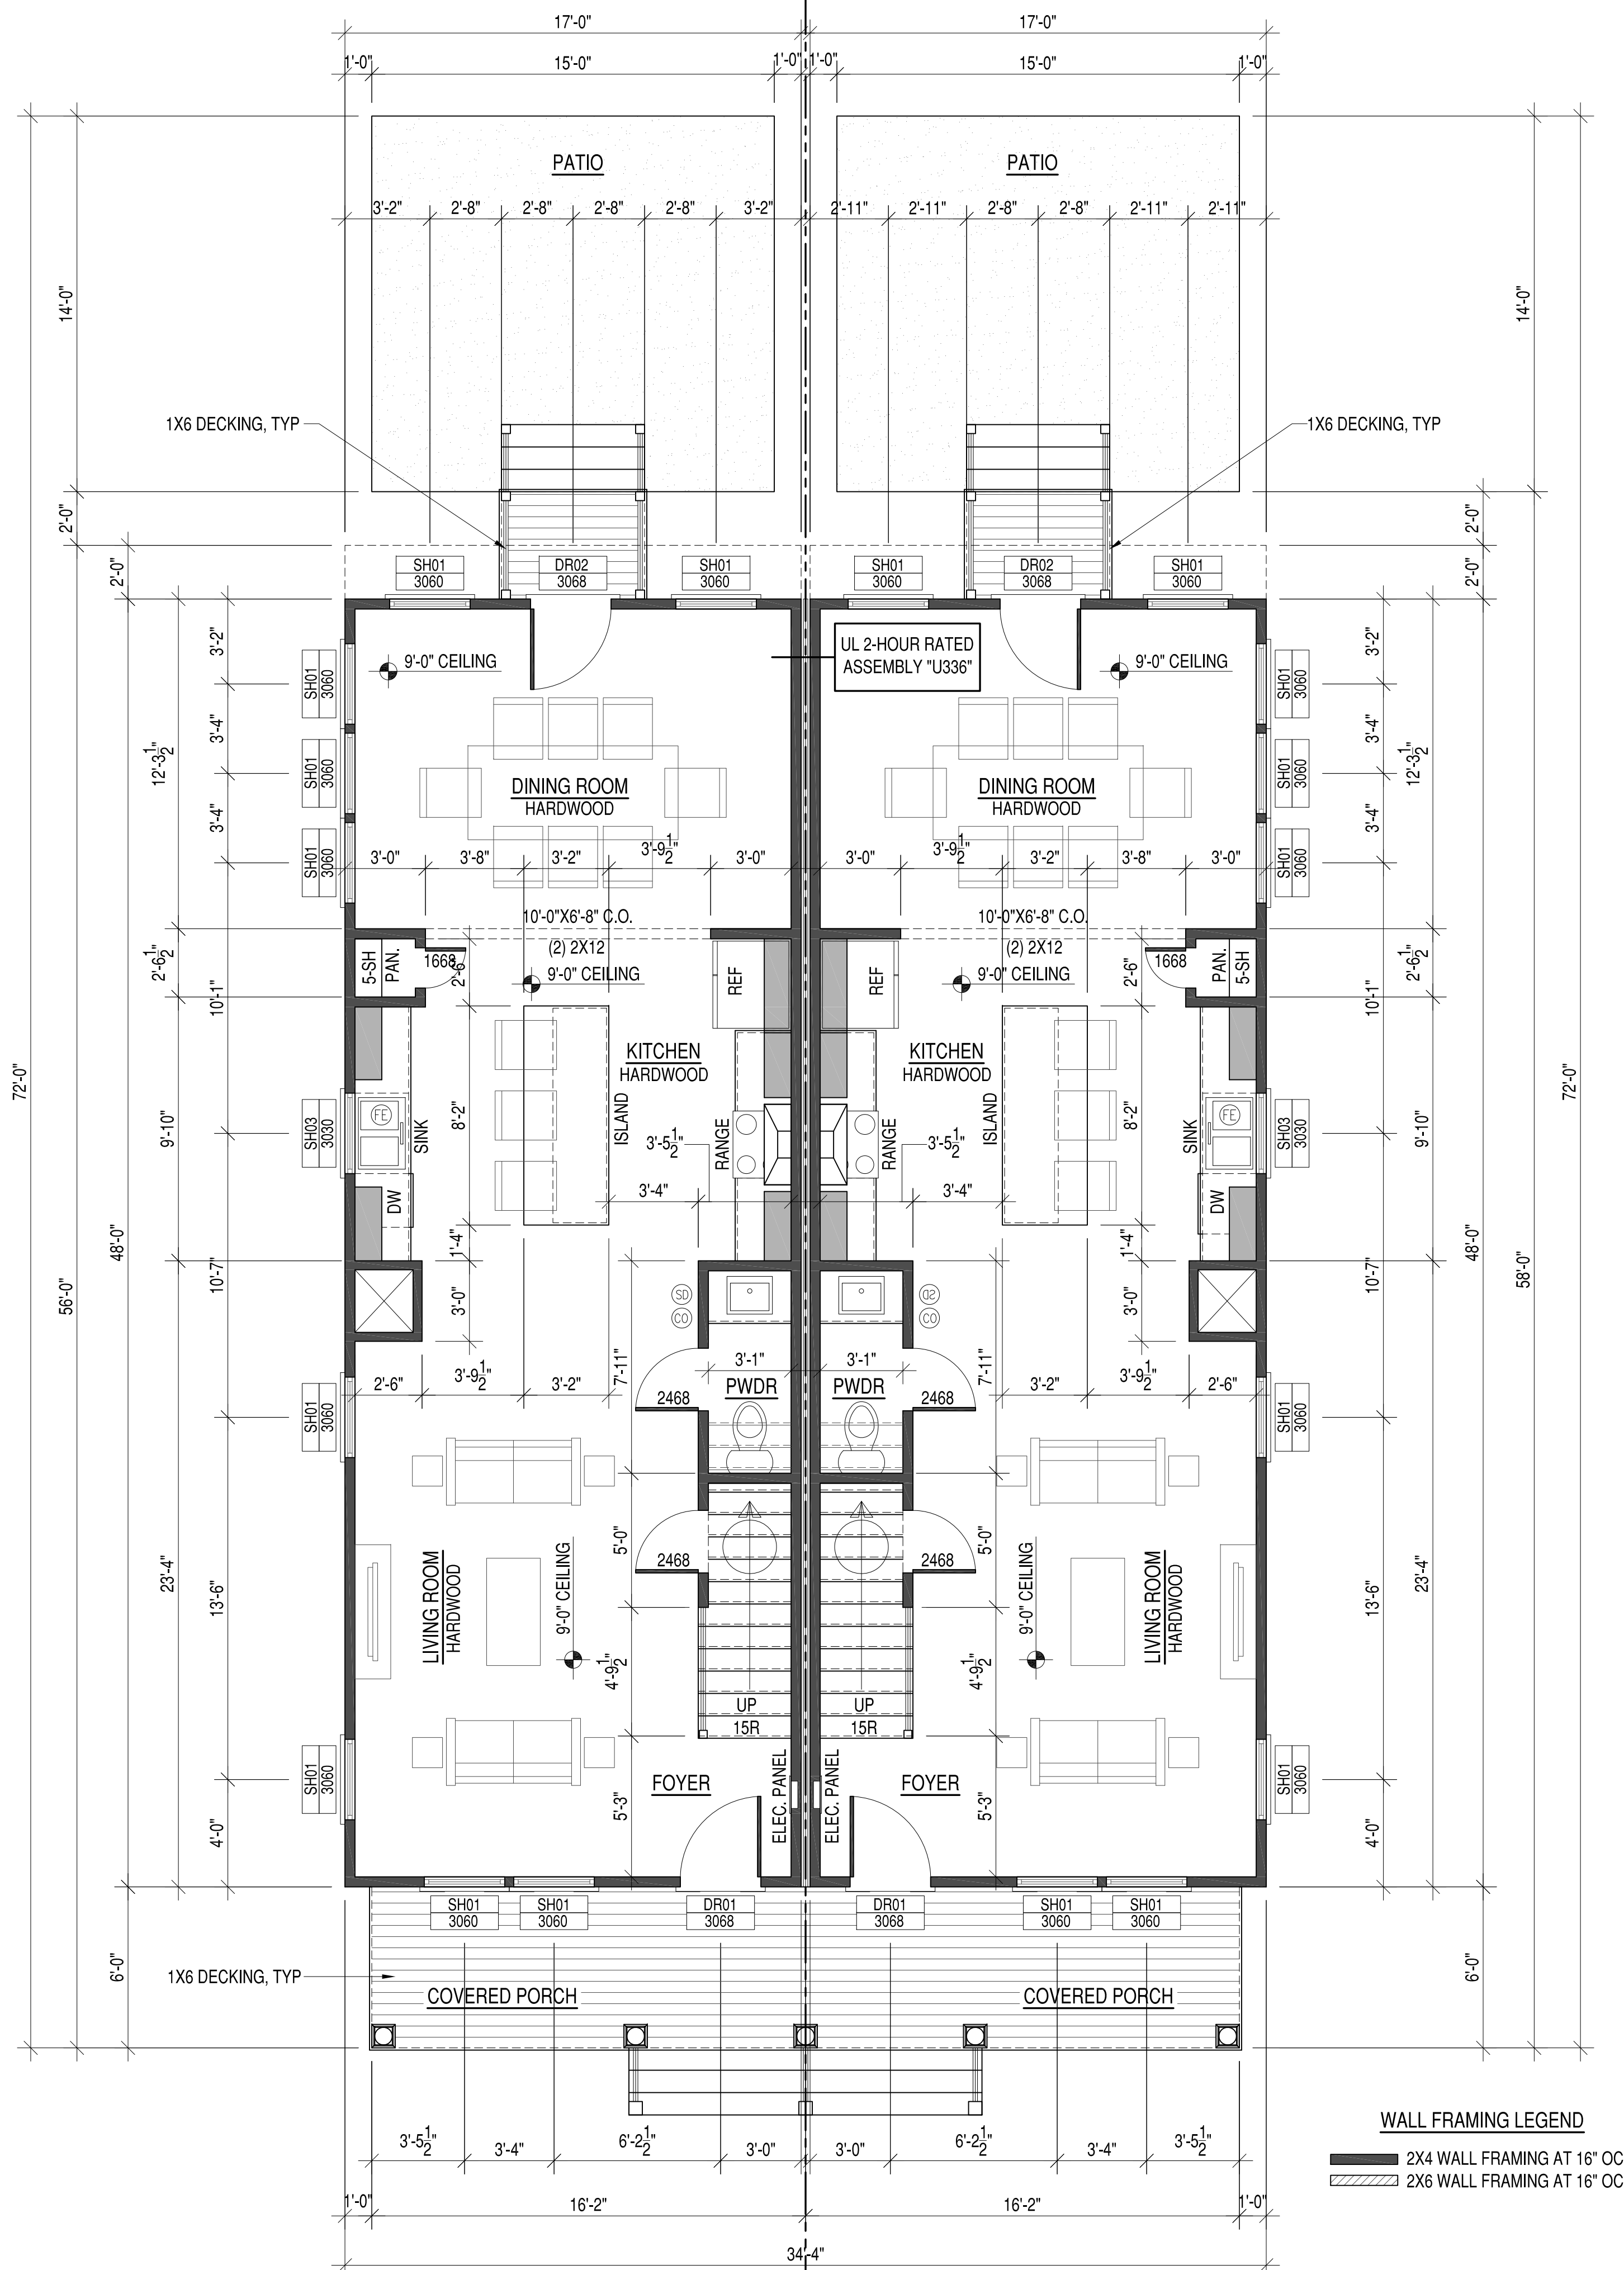 17'-0" 17'-0"
1'-0" 15'-0" 1'-0" 1'-0" 15'-0" 1'-0"
PATIO PATIO
3'-2" 2'-8" 2'-8" 2'-8" 2'-8" 3'-2" 2'-11" 2'-11" 2'-8" 2'-8" 2'-11" 2'-11"
14'-0" 14'-0"
1X6 DECKING, TYP 1X6 DECKING, TYP
2'-0" 2'-0"
2'-0" 2'-0"
SH01 DR02 SH01 SH01 DR02 SH01
3060 3068 3060 3060 3068 3060
UL 2-HOUR RATED
ASSEMBLY "U336"
9'-0" CEILING 9'-0" CEILING
3'-2" SH01 3060 SH01 3060 3'-2"
3'-4" 3'-4"
12'-3 1/2" SH01 3060 SH01 3060 12'-3 1/2"
DINING ROOM DINING ROOM
HARDWOOD HARDWOOD
3'-4" SH01 3060 SH01 3060 3'-4"
3'-0" 3'-8" 3'-2" 3'-9 1/2" 3'-0" 3'-0" 3'-9 1/2" 3'-2" 3'-8" 3'-0"
10'-0"X6'-8" C.O. 10'-0"X6'-8" C.O.
(2) 2X12 (2) 2X12
2'-6 1/2" 5-SH PAN. 1668 2'-6" REF REF 2'-6" 1668 PAN. 5-SH 2'-6 1/2"
9'-0" CEILING 9'-0" CEILING
10'-1" 10'-1"
KITCHEN KITCHEN
HARDWOOD HARDWOOD
72'-0" 72'-0"
9'-10" SH03 3030 FE SINK 8'-2" ISLAND RANGE RANGE ISLAND 8'-2" SINK FE SH03 3030 9'-10"
3'-5 1/2" 3'-5 1/2"
DW 3'-4" 3'-4" DW
48'-0" 1'-4" 1'-4" 48'-0"
56'-0" 10'-7" 3'-0" SD SD 3'-0" 10'-7" 58'-0"
CO CO
7'-11" 3'-1" 3'-1" 7'-11"
2'-6" 3'-9 1/2" 3'-2" PWDR PWDR 3'-2" 3'-9 1/2" 2'-6"
SH01 3060 2468 2468 SH01 3060
5'-0" 5'-0"
2468 2468
23'-4" 13'-6" LIVING ROOM HARDWOOD 9'-0" CEILING 9'-0" CEILING LIVING ROOM HARDWOOD 13'-6" 23'-4"
4'-9 1/2" 4'-9 1/2"
UP UP
15R 15R
SH01 3060 FOYER ELEC. PANEL ELEC. PANEL FOYER SH01 3060
5'-3" 5'-3"
4'-0" 4'-0"
SH01 SH01 DR01 DR01 SH01 SH01
3060 3060 3068 3068 3060 3060
6'-0" 6'-0"
1X6 DECKING, TYP
COVERED PORCH COVERED PORCH
3'-5 1/2" 3'-4" 6'-2 1/2" 3'-0" 3'-0" 6'-2 1/2" 3'-4" 3'-5 1/2"
1'-0" 16'-2" 16'-2" 1'-0"
34'-4"
WALL FRAMING LEGEND
2X4 WALL FRAMING AT 16" OC
2X6 WALL FRAMING AT 16" OC